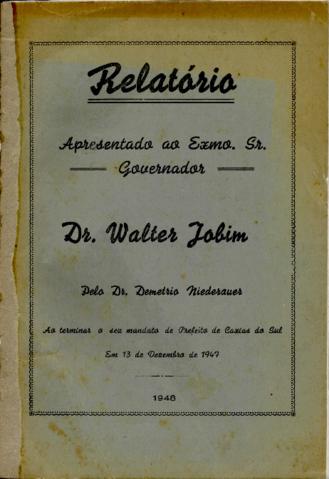 Relatório
Apresentado ao Exmo. Sr.
Governador
Dr. Walter Jobim
Pelo Dr. Demetrio Niederauer
Ao terminar o seu mandato de Prefeito de Caxias do Sul
Em 13 de Dezembro de 1947
1948